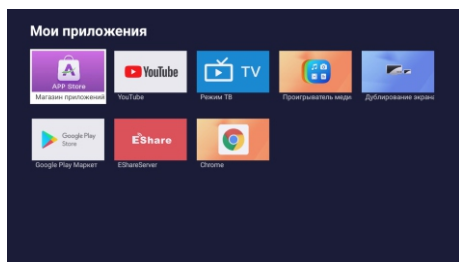 Мои приложения
APP Store
YouTube
TV
Магазин приложений
YouTube
Режим ТВ
Проигрыватель меди
Дублирование экран
Google Play
Store
EShare
Google Play Маркет
EShareServer
Chrome